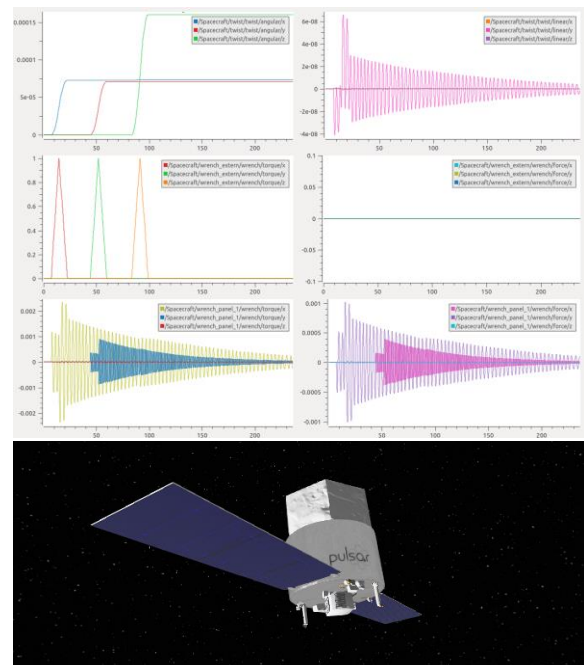 0.00015
0.0001
5e-05
0
50
100
150
200
/Spacecraft/twist/twist/angular/x
/Spacecraft/twist/twist/angular/y
/Spacecraft/twist/twist/angular/z
6e-08
4e-08
2e-08
0
-2e-08
-4e-08
50
100
150
200
/Spacecraft/twist/twist/linear/x
/Spacecraft/twist/twist/linear/y
/Spacecraft/twist/twist/linear/z
1
0.8
0.6
0.4
0.2
0
0
50
100
150
200
/Spacecraft/wrench_extern/wrench/torque/x
/Spacecraft/wrench_extern/wrench/torque/y
/Spacecraft/wrench_extern/wrench/torque/z
0.1
0.05
0
-0.05
-0.1
0
50
100
150
200
/Spacecraft/wrench_extern/wrench/force/x
/Spacecraft/wrench_extern/wrench/force/y
/Spacecraft/wrench_extern/wrench/force/z
0.002
0.001
0
-0.001
-0.002
50
100
150
200
/Spacecraft/wrench_panel_1/wrench/torque/x
/Spacecraft/wrench_panel_1/wrench/torque/z
/Spacecraft/wrench_panel_1/wrench/torque/y
0.001
0.0005
0
-0.0005
-0.001
50
100
150
200
/Spacecraft/wrench_panel_1/wrench/force/x
/Spacecraft/wrench_panel_1/wrench/force/y
/Spacecraft/wrench_panel_1/wrench/force/z
pulsar